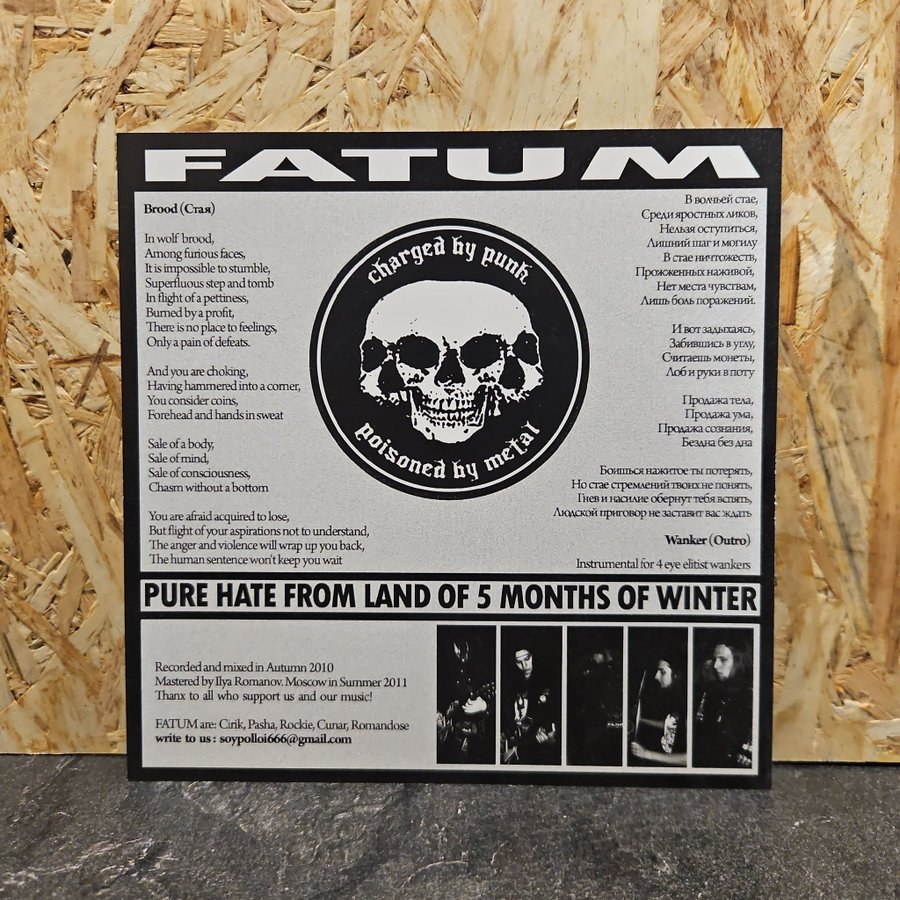 FATUM
Brood (Стая)
In wolf brood,
Among furious faces,
It is impossible to stumble,
Superfluous step and tomb
In flight of a pettiness,
Burned by a profit,
There is no place to feelings,
Only a pain of defeats.
And you are choking,
Having hammered into a corner,
You consider coins,
Forehead and hands in sweat
Sale of a body,
Sale of mind,
Sale of consciousness,
Chasm without a bottom
You are afraid acquired to lose,
But flight of your aspirations not to understand,
The anger and violence will wrap up you back,
The human sentence won't keep you wait
charged by punk
poisoned by metal
В волчьей стае,
Среди яростных ликов,
Нельзя оступиться,
Лишний шаг и могилу
В стае ничтожеств,
Прожженных наживой,
Нет места чувствам,
Лишь боль поражений.
И вот задыхаясь,
Забившись в углу,
Считаешь монеты,
Лоб и руки в поту
Продажа тела,
Продажа ума,
Продажа сознания,
Бездна без дна
Боишься нажитое ты потерять,
Но стае стремлений твоих не понять,
Гнев и насилие обернут тебя вспять,
Людской приговор не заставит вас ждать
Wanker (Outro)
Instrumental for 4 eye elitist wankers
PURE HATE FROM LAND OF 5 MONTHS OF WINTER
Recorded and mixed in Autumn 2010
Mastered by Ilya Romanov. Moscow in Summer 2011
Thanx to all who support us and our music!
FATUM are: Cirik, Pasha, Rockie, Cunar, Romandose
write to us : soypolloi666@gmail.com